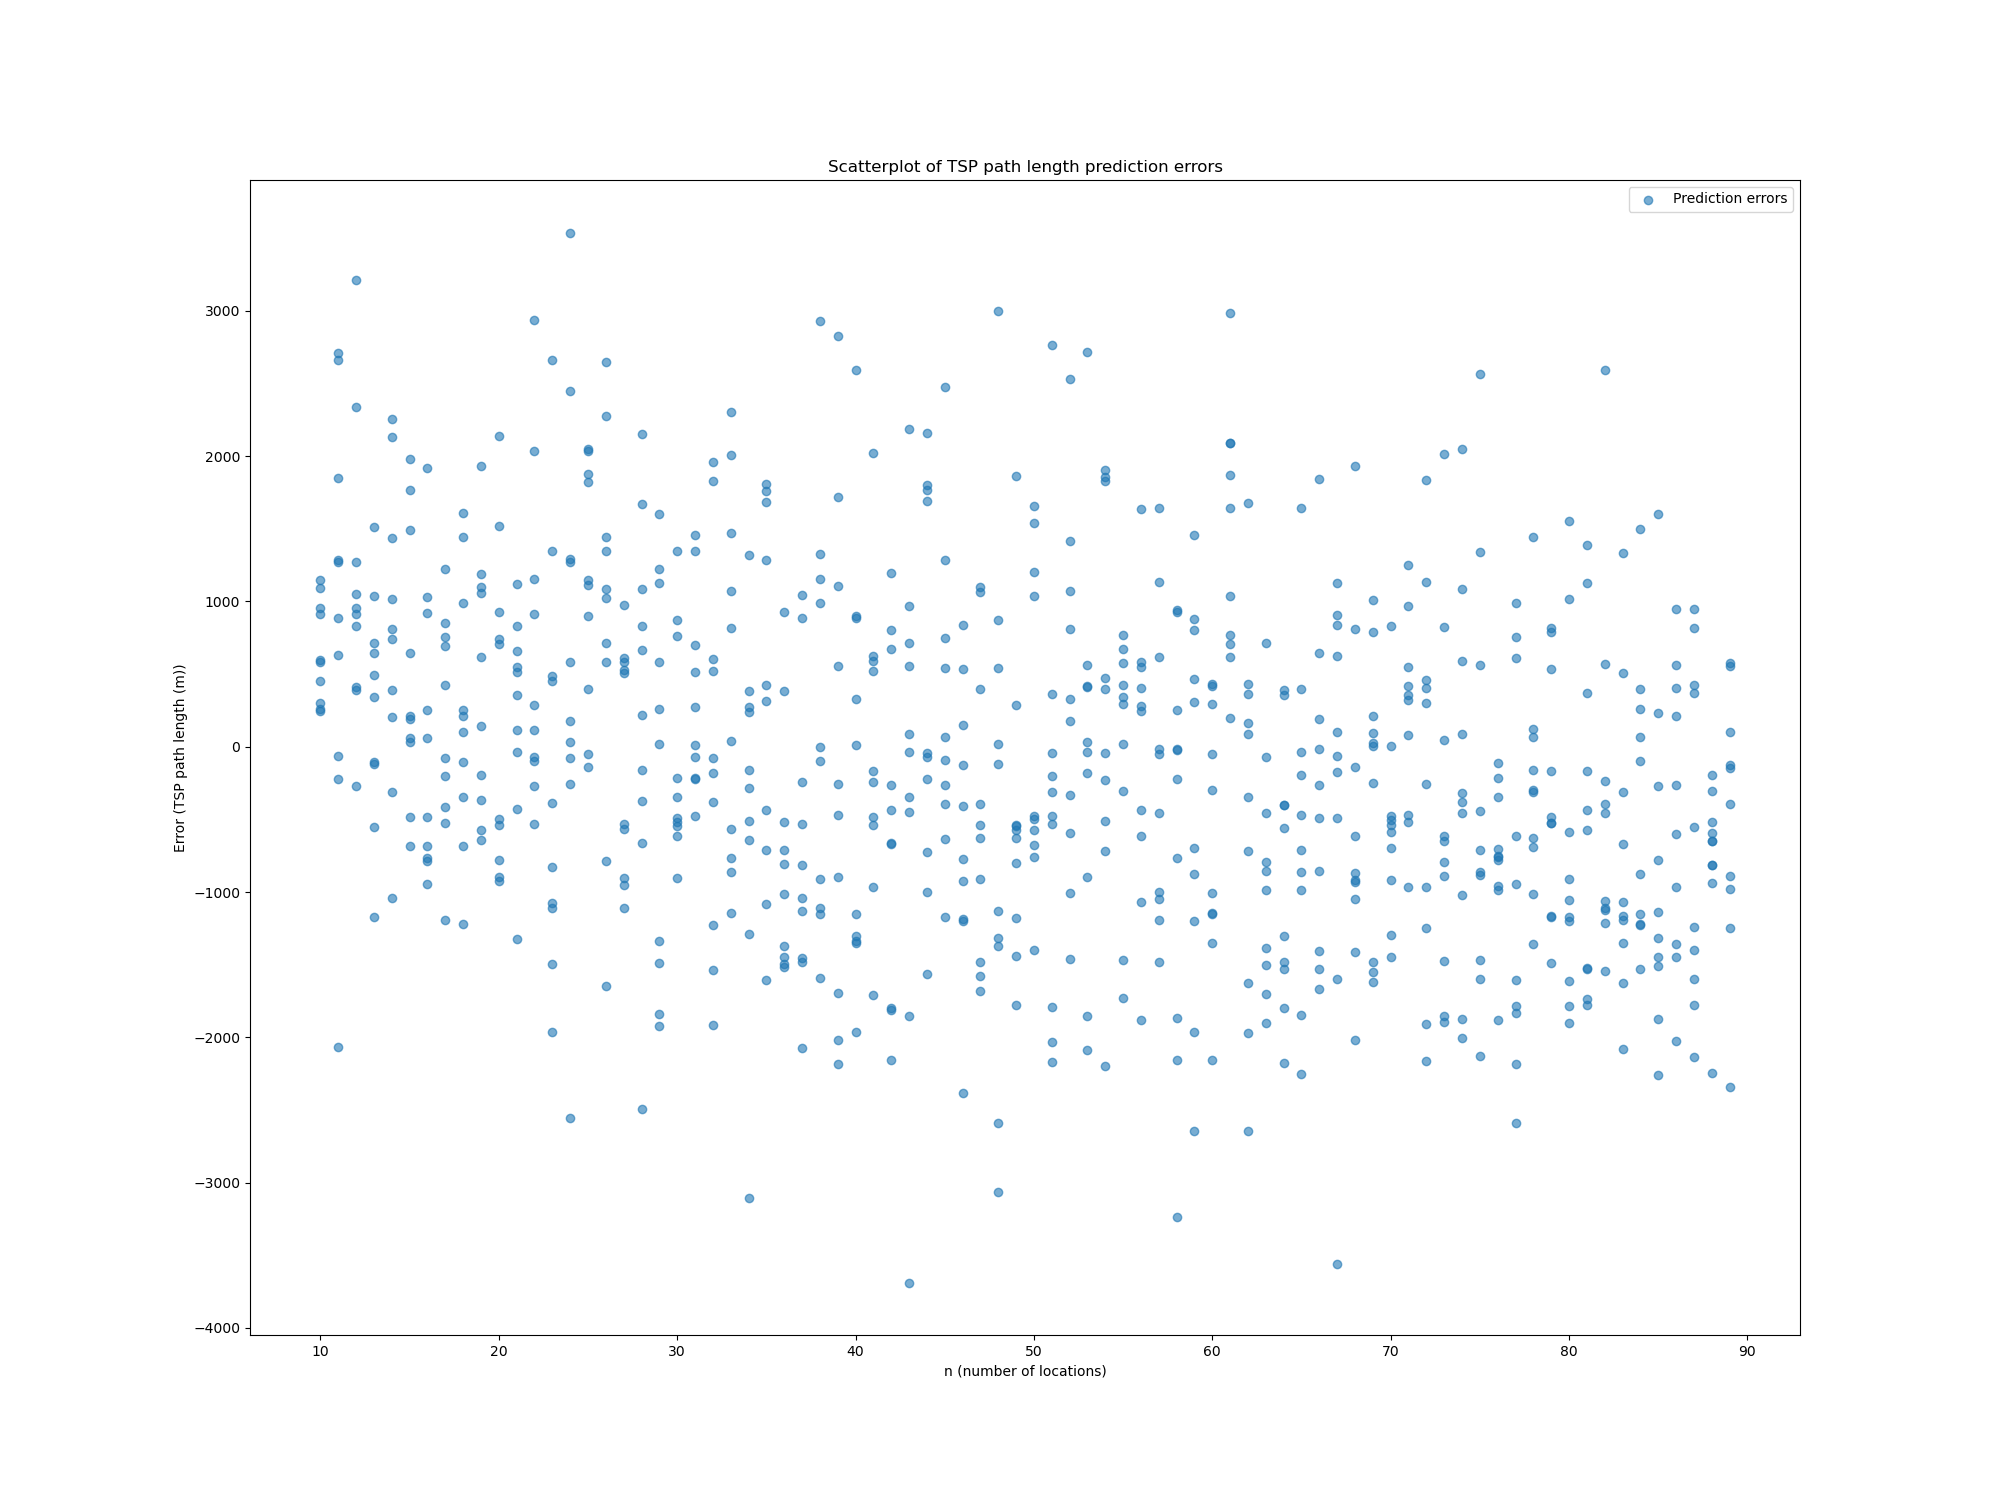 Scatterplot of TSP path length prediction errors
Prediction errors
3000
2000
1000
0
−1000
−2000
−3000
−4000
Error (TSP path length (m))
10 20 30 40 50 60 70 80 90
n (number of locations)